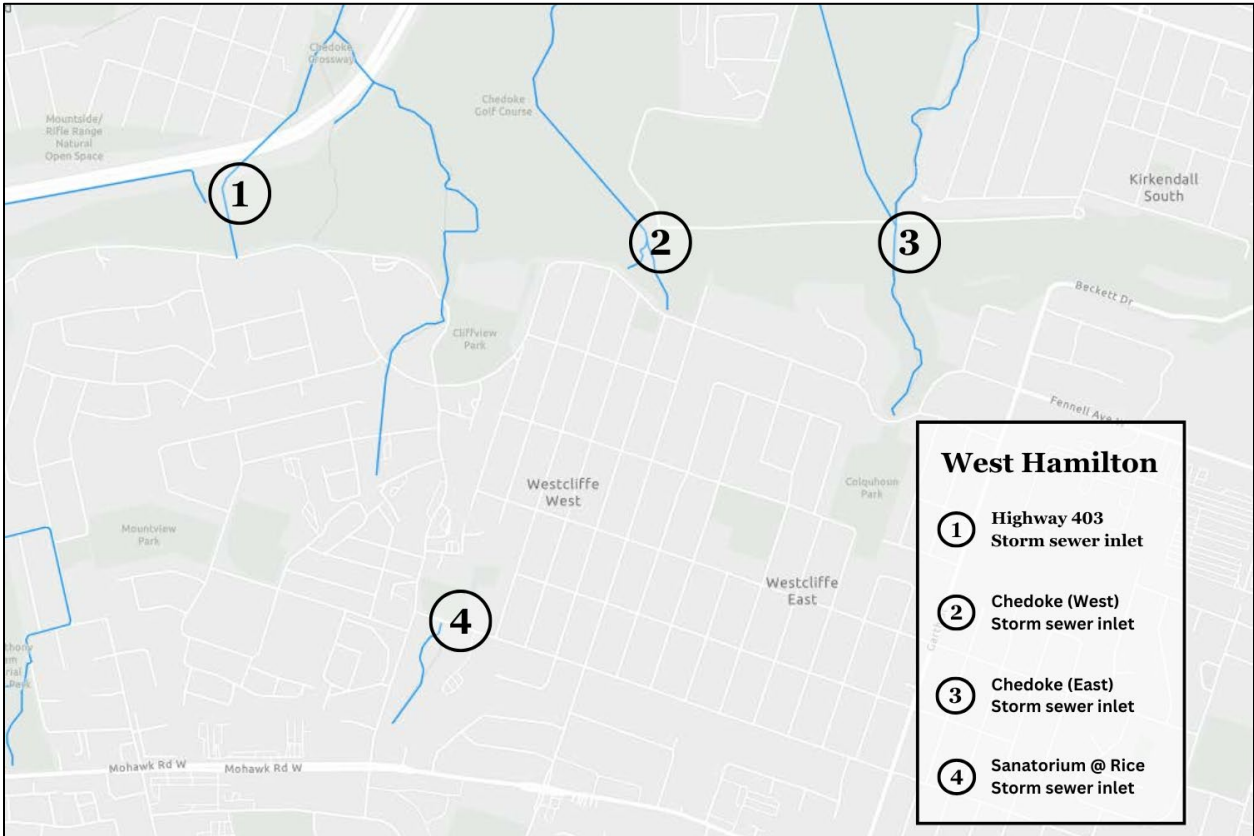 Chedoke
Crossway
Chedoke
Golf Course
Mountside/
Rifle Range
Natural
Open Space
1
Kirkendall
South
2
3
Beckett Dr
Cliffview
Park
Fennell Ave W
Westcliffe
West
Colquhoun
Park
Mountview
Park
Westcliffe
East
4
Mohawk Rd W
Mohawk Rd W
West Hamilton
1
Highway 403
Storm sewer inlet
2
Chedoke (West)
Storm sewer inlet
3
Chedoke (East)
Storm sewer inlet
4
Sanatorium @ Rice
Storm sewer inlet